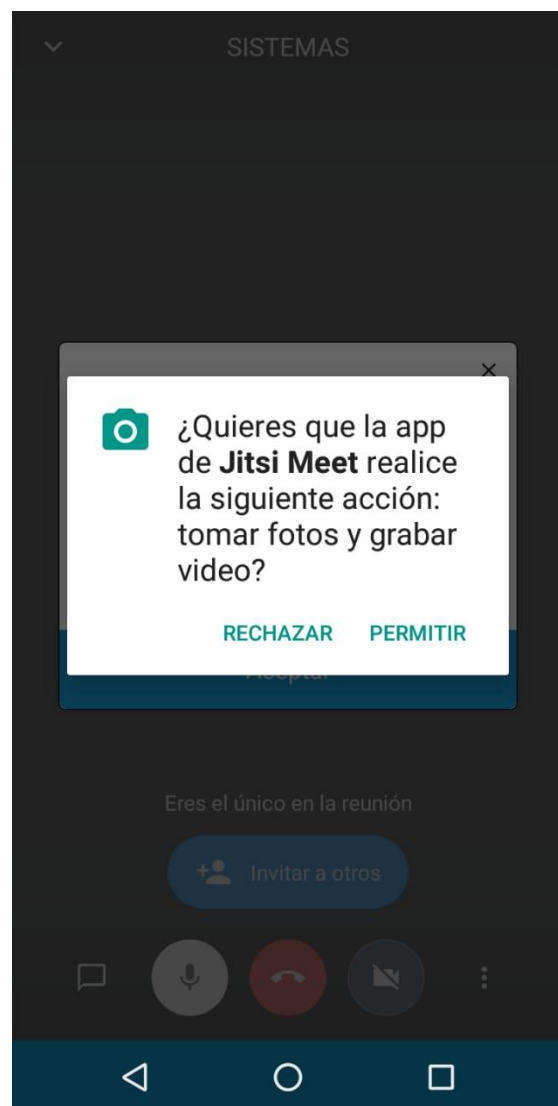 SISTEMAS
¿Quieres que la app
de Jitsi Meet realice
la siguiente acción:
tomar fotos y grabar
video?
RECHAZAR PERMITIR
Aceptar
Eres el único en la reunión
Invitar a otros